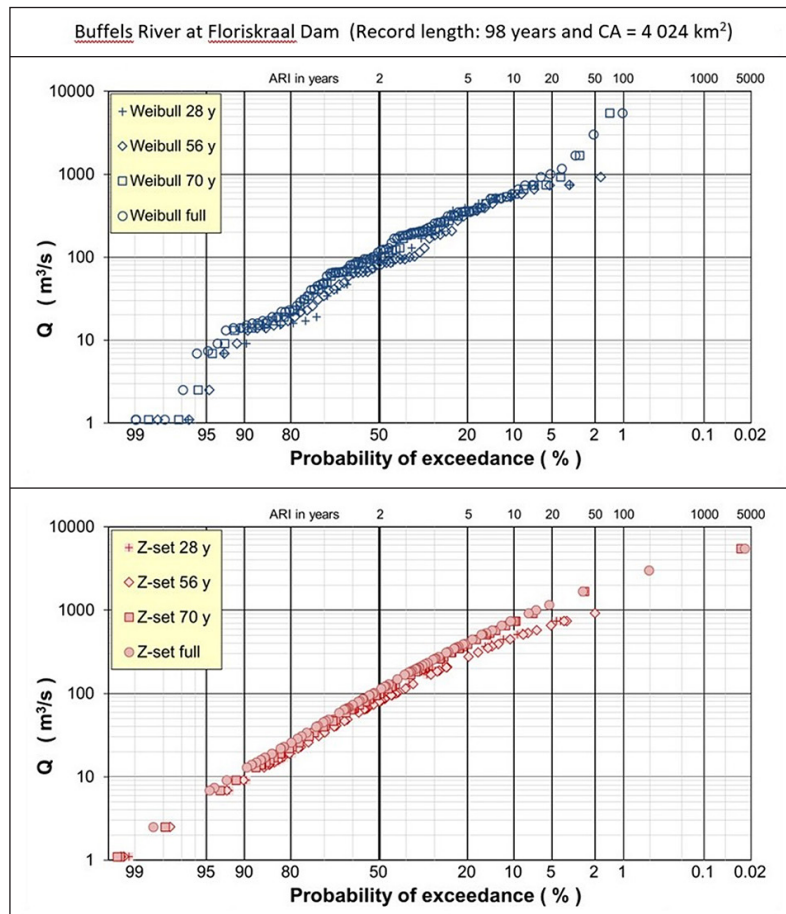 Buffels River at Floriskraal Dam (Record length: 98 years and CA = 4 024 km²)
ARI in years 2 5 10 20 50 100 1000 5000
10000
1000
100
10
1
Q ( m³/s)
+ Weibull 28 y
◇ Weibull 56 y
□ Weibull 70 y
○ Weibull full
99 95 90 80 50 20 10 5 2 1 0.1 0.02
Probability of exceedance ( % )
ARI in years 2 5 10 20 50 100 1000 5000
10000
1000
100
10
1
Q ( m³/s)
+ Z-set 28 y
◇ Z-set 56 y
□ Z-set 70 y
○ Z-set full
99 95 90 80 50 20 10 5 2 1 0.1 0.02
Probability of exceedance ( % )